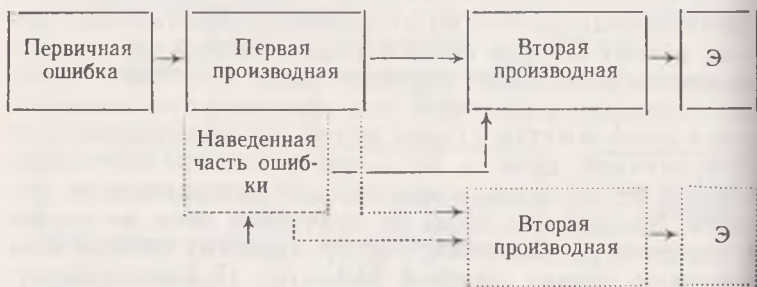 Первичная
ошибка
Первая
производная
Вторая
производная
Э
Наведенная
часть ошиб-
ки
Вторая
производная
Э